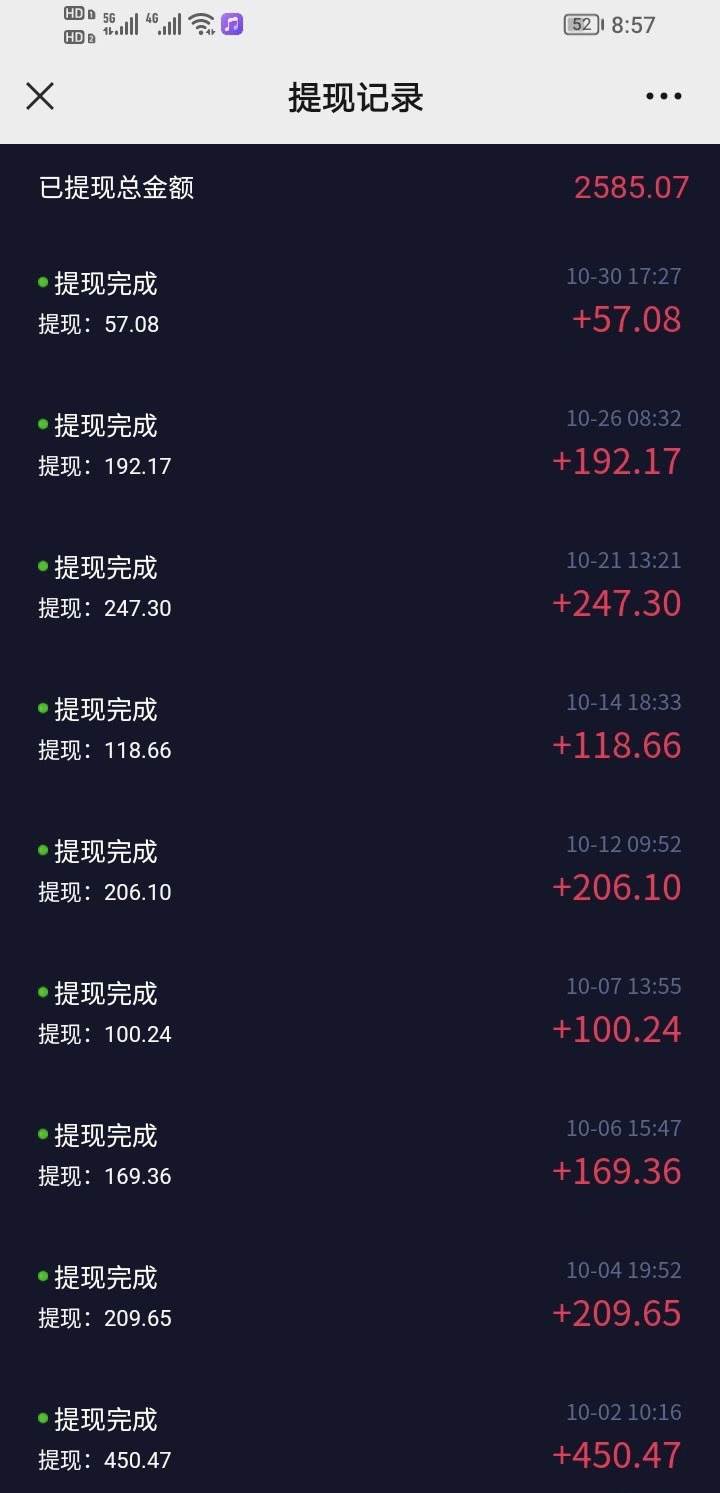 HD 1 5G 4G 52 8:57
HD 2
提现记录
已提现总金额 2585.07
提现完成 10-30 17:27
提现：57.08 +57.08
提现完成 10-26 08:32
提现：192.17 +192.17
提现完成 10-21 13:21
提现：247.30 +247.30
提现完成 10-14 18:33
提现：118.66 +118.66
提现完成 10-12 09:52
提现：206.10 +206.10
提现完成 10-07 13:55
提现：100.24 +100.24
提现完成 10-06 15:47
提现：169.36 +169.36
提现完成 10-04 19:52
提现：209.65 +209.65
提现完成 10-02 10:16
提现：450.47 +450.47